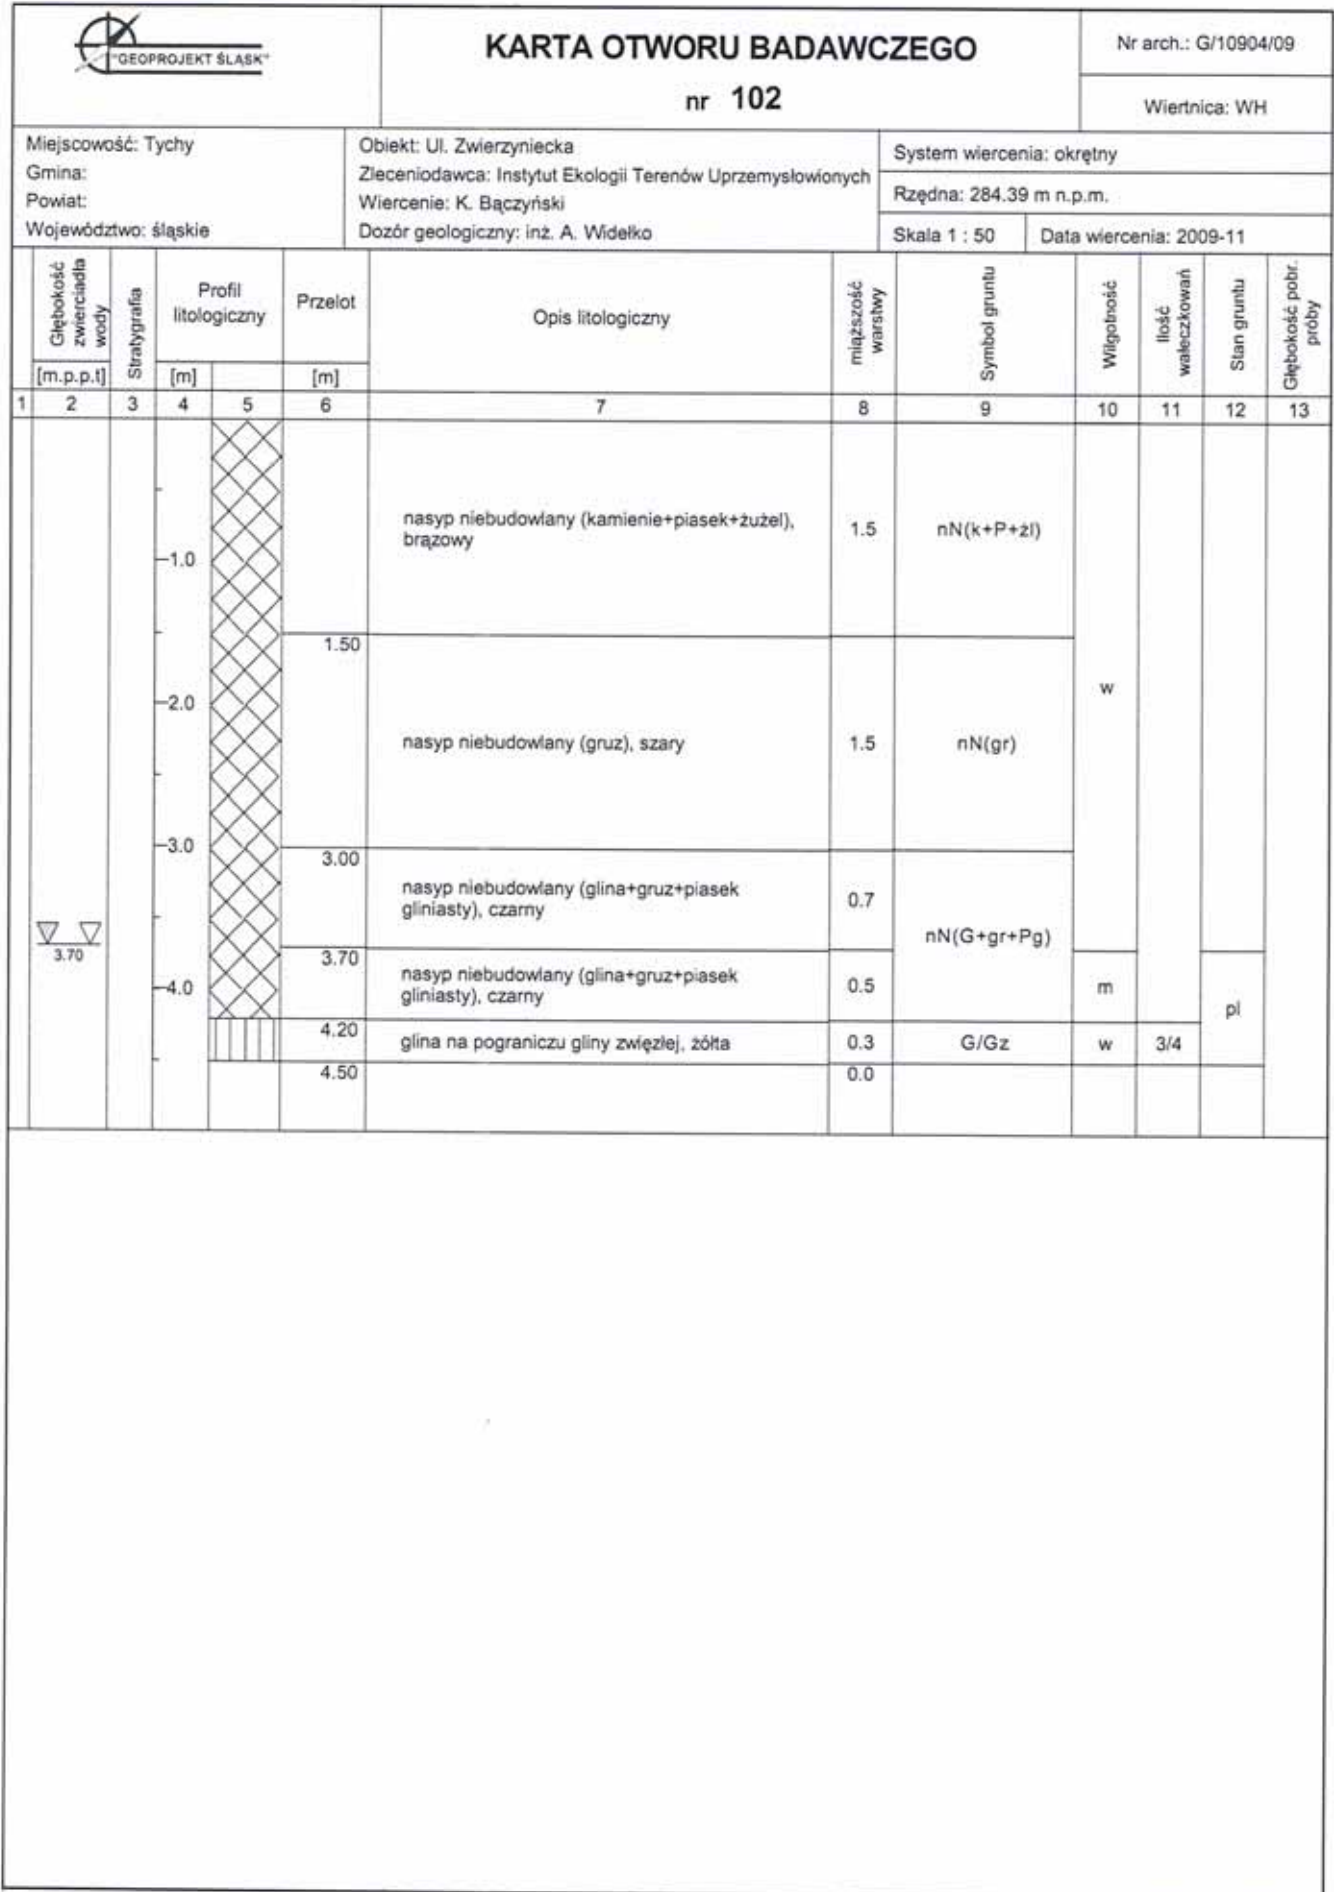 "GEOPROJEKT ŚLĄSK"
KARTA OTWORU BADAWCZEGO
nr 102
Nr arch.: G/10904/09
Wiertnica: WH
Miejscowość: Tychy
Gmina:
Powiat:
Województwo: śląskie
Obiekt: Ul. Zwierzyniecka
Zleceniodawca: Instytut Ekologii Terenów Uprzemysłowionych
Wiercenie: K. Bączyński
Dozór geologiczny: inż. A. Widełko
System wiercenia: okrętny
Rzędna: 284.39 m n.p.m.
Skala 1 : 50
Data wiercenia: 2009-11
Głębokość
zwierciadła
wody
[m.p.p.t]
Stratygrafia
Profil
litologiczny
[m]
Przelot
[m]
Opis litologiczny
miąższość
warstwy
Symbol gruntu
Wilgotność
Ilość
wałeczkowań
Stan gruntu
Głębokość pobr.
próby
1 2 3 4 5 6 7 8 9 10 11 12 13
nasyp niebudowlany (kamienie+piasek+żużel),
brązowy
1.5
nN(k+P+żl)
1.0
1.50
w
2.0
nasyp niebudowlany (gruz), szary
1.5
nN(gr)
3.0
3.00
nasyp niebudowlany (glina+gruz+piasek
gliniasty), czarny
0.7
nN(G+gr+Pg)
3.70
3.70
nasyp niebudowlany (glina+gruz+piasek
gliniasty), czarny
4.0
0.5
m
pl
4.20
glina na pograniczu gliny zwięzłej, żółta
0.3
G/Gz
w
3/4
4.50
0.0